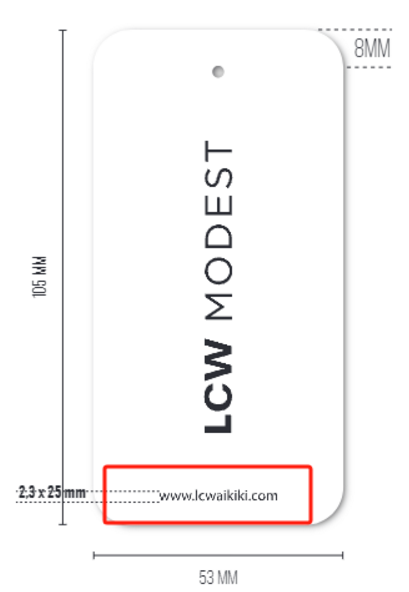 8MM
LCW MODEST
105 MM
2,3 x 25 mm
www.lcwaikiki.com
53 MM